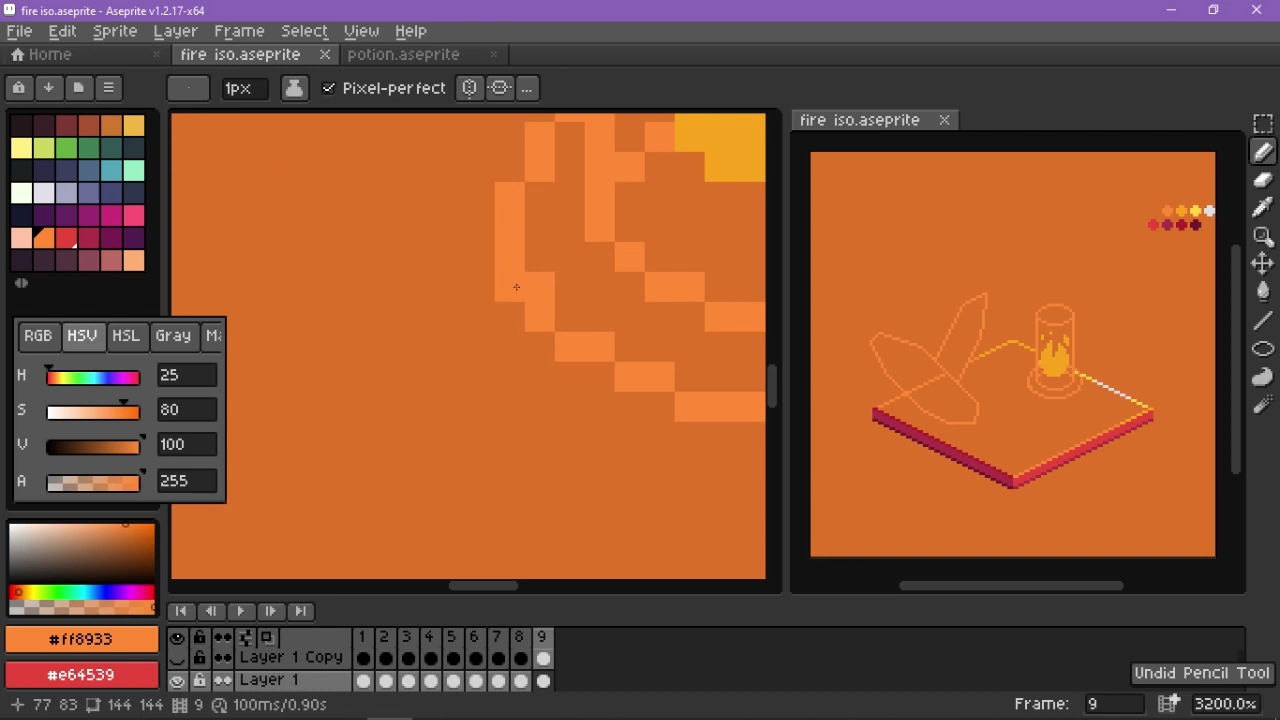 fire iso.aseprite - Aseprite v1.2.17-x64
File Edit Sprite Layer Frame Select View Help
Home fire iso.aseprite potion.aseprite
1px Pixel-perfect ...
fire iso.aseprite
RGB HSV HSL Gray
H 25
S 80
V 100
A 255
#ff8933
#e64539
1 2 3 4 5 6 7 8 9
Layer 1 Copy
Layer 1
Undid Pencil Tool
77 83 144 144 9 100ms/0.90s Frame: 9 3200.0%